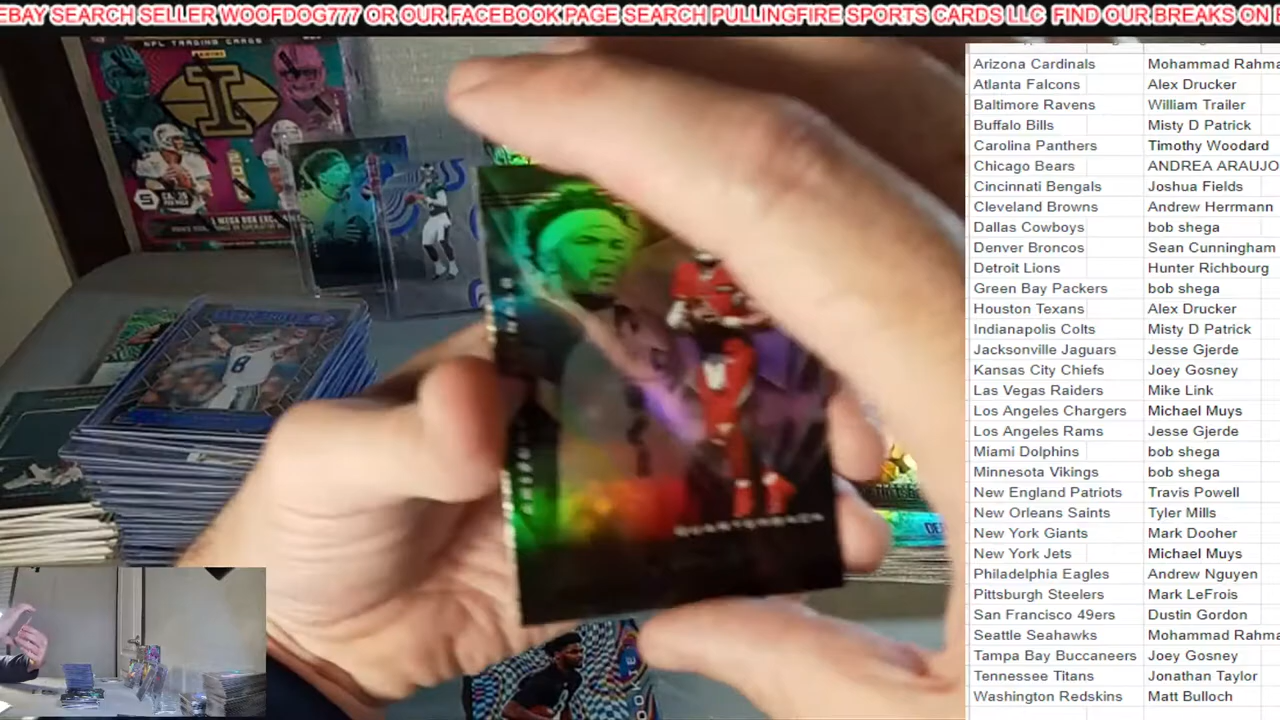 EBAY SEARCH SELLER WOOFDOG777 OR OUR FACEBOOK PAGE SEARCH PULLINGFIRE SPORTS CARDS LLC FIND OUR BREAKS ON
NFL TRADING CARDS
Arizona Cardinals Mohammad Rahma
Atlanta Falcons Alex Drucker
Baltimore Ravens William Trailer
Buffalo Bills Misty D Patrick
Carolina Panthers Timothy Woodard
Chicago Bears ANDREA ARAUJO
Cincinnati Bengals Joshua Fields
Cleveland Browns Andrew Herrmann
Dallas Cowboys bob shega
Denver Broncos Sean Cunningham
Detroit Lions Hunter Richbourg
Green Bay Packers bob shega
Houston Texans Alex Drucker
Indianapolis Colts Misty D Patrick
Jacksonville Jaguars Jesse Gjerde
Kansas City Chiefs Joey Gosney
Las Vegas Raiders Mike Link
Los Angeles Chargers Michael Muys
Los Angeles Rams Jesse Gjerde
Miami Dolphins bob shega
Minnesota Vikings bob shega
New England Patriots Travis Powell
New Orleans Saints Tyler Mills
New York Giants Mark Dooher
New York Jets Michael Muys
Philadelphia Eagles Andrew Nguyen
Pittsburgh Steelers Mark LeFrois
San Francisco 49ers Dustin Gordon
Seattle Seahawks Mohammad Rahma
Tampa Bay Buccaneers Joey Gosney
Tennessee Titans Jonathan Taylor
Washington Redskins Matt Bulloch
QUARTERBACK
8